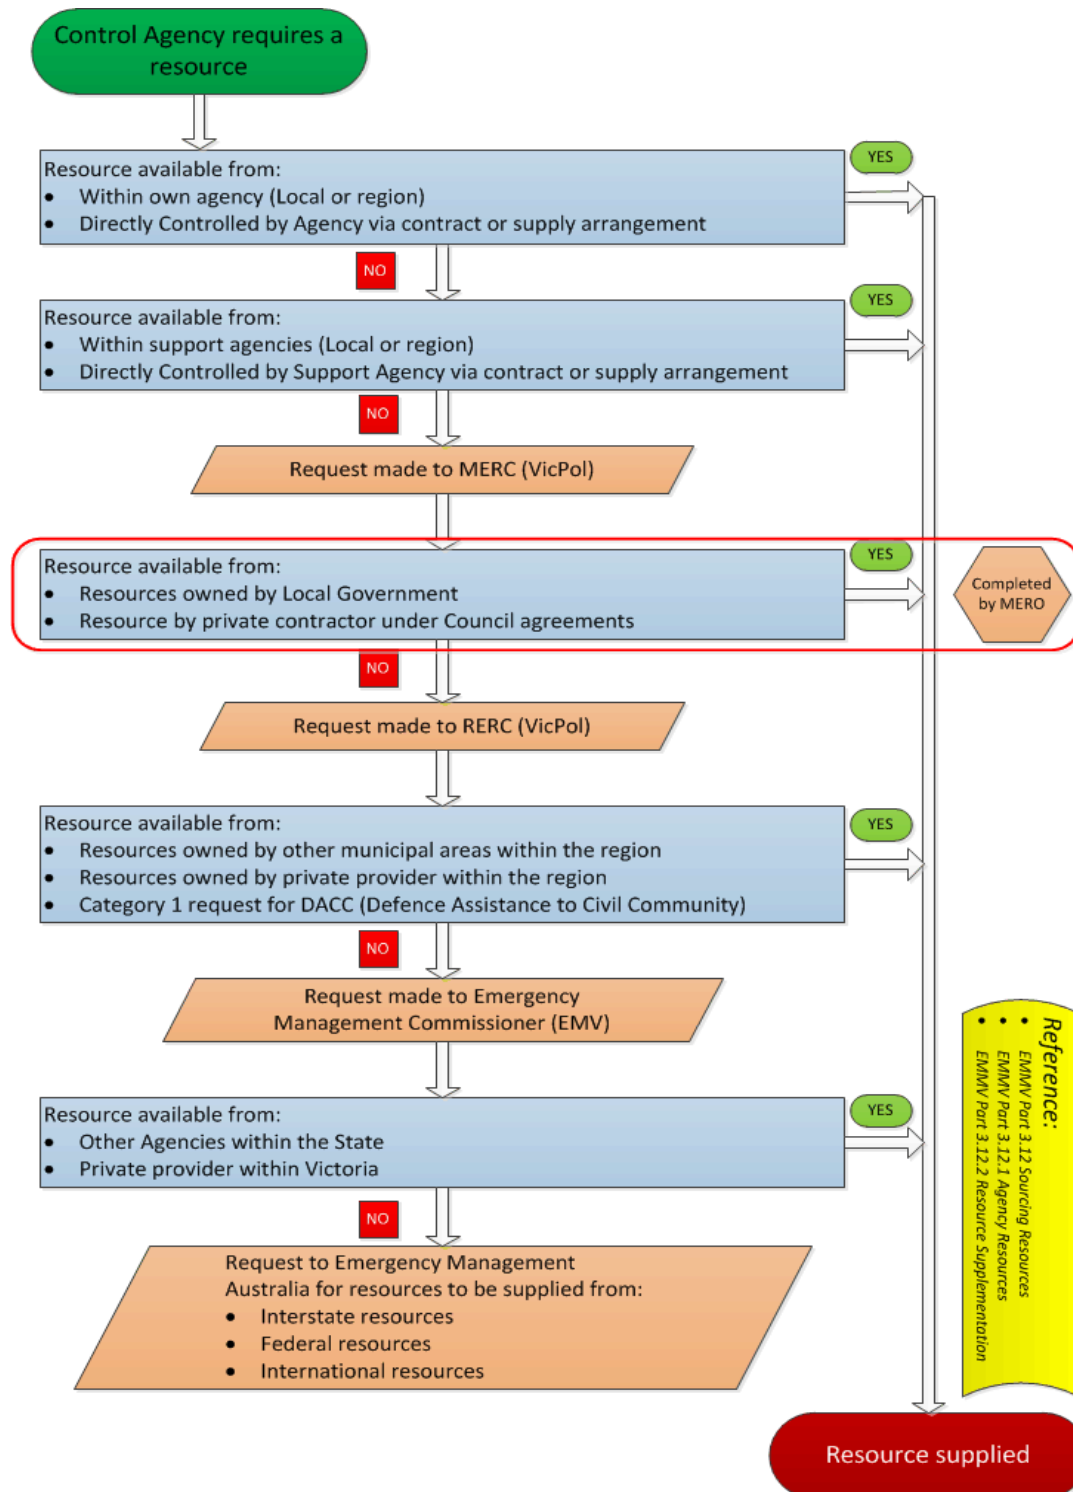 Control Agency requires a
resource
Resource available from:
• Within own agency (Local or region)
• Directly Controlled by Agency via contract or supply arrangement
YES
NO
Resource available from:
• Within support agencies (Local or region)
• Directly Controlled by Support Agency via contract or supply arrangement
YES
NO
Request made to MERC (VicPol)
Resource available from:
• Resources owned by Local Government
• Resource by private contractor under Council agreements
YES
Completed
by MERO
NO
Request made to RERC (VicPol)
Resource available from:
• Resources owned by other municipal areas within the region
• Resources owned by private provider within the region
• Category 1 request for DACC (Defence Assistance to Civil Community)
YES
NO
Request made to Emergency
Management Commissioner (EMV)
Resource available from:
• Other Agencies within the State
• Private provider within Victoria
YES
NO
Request to Emergency Management
Australia for resources to be supplied from:
• Interstate resources
• Federal resources
• International resources
Reference:
• EMMV Part 3.12 Sourcing Resources
• EMMV Part 3.12.1 Agency Resources
• EMMV Part 3.12.2 Resource Supplementation
Resource supplied